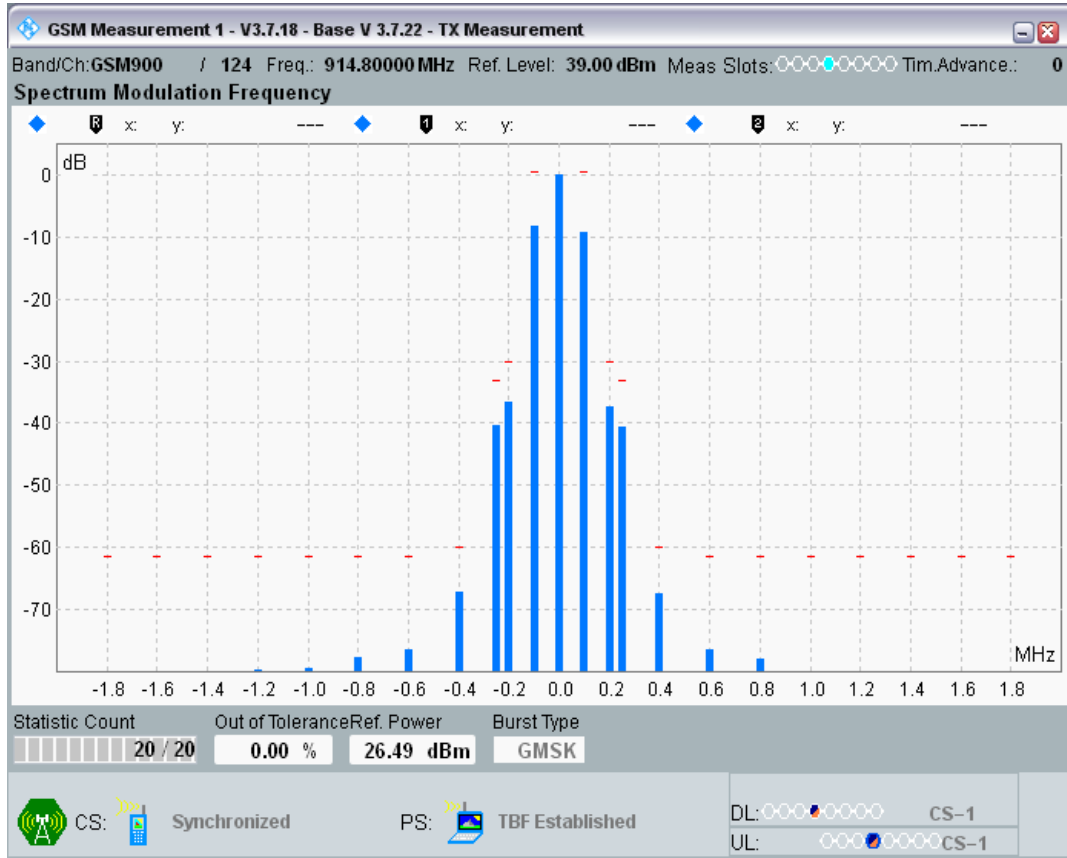 GSM Measurement 1 - V3.7.18 - Base V 3.7.22 - TX Measurement
Band/Ch:GSM900 / 124 Freq.: 914.80000 MHz Ref. Level: 39.00 dBm Meas Slots: Tim.Advance.: 0
Spectrum Modulation Frequency
R x: y: --- 1 x: y: --- 2 x: y: ---
dB
0
-10
-20
-30
-40
-50
-60
-70
MHz
-1.8 -1.6 -1.4 -1.2 -1.0 -0.8 -0.6 -0.4 -0.2 0.0 0.2 0.4 0.6 0.8 1.0 1.2 1.4 1.6 1.8
Statistic Count Out of Tolerance Ref. Power Burst Type
20 / 20 0.00 % 26.49 dBm GMSK
CS: Synchronized PS: TBF Established
DL: CS-1
UL: CS-1